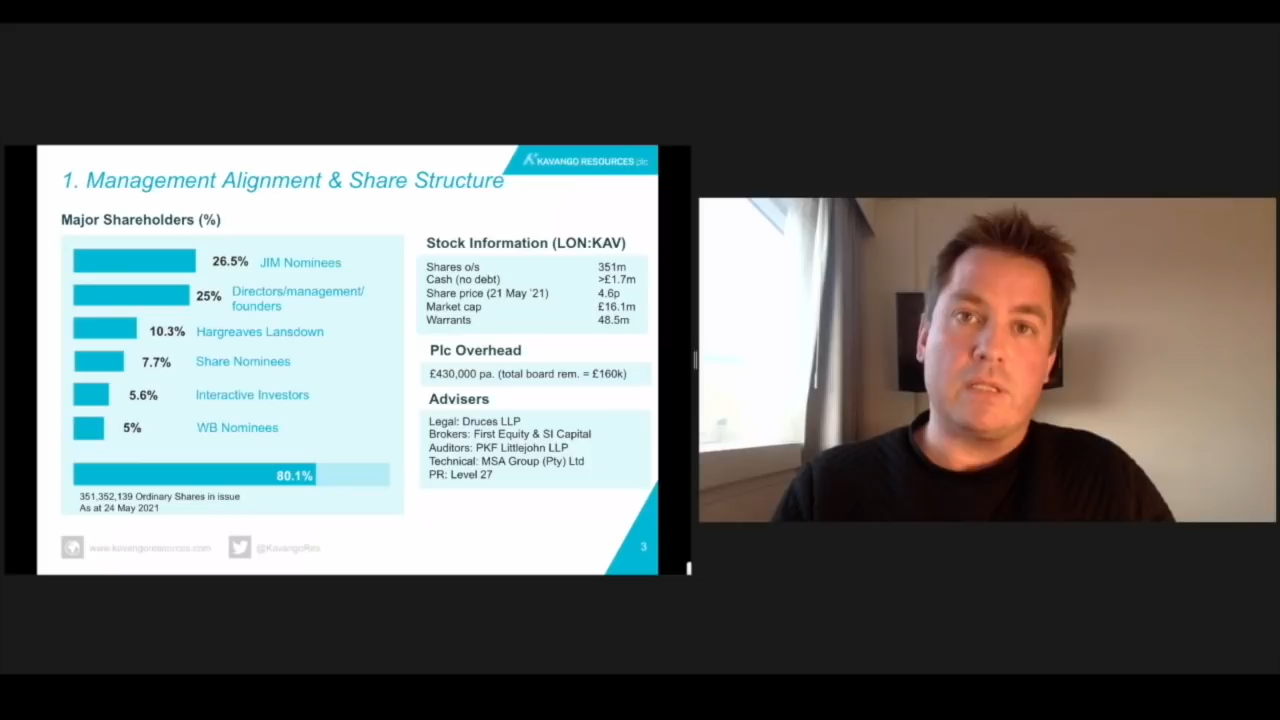 KAVANGO RESOURCES plc
1. Management Alignment & Share Structure
Major Shareholders (%)
26.5% JIM Nominees
25% Directors/management/
founders
10.3% Hargreaves Lansdown
7.7% Share Nominees
5.6% Interactive Investors
5% WB Nominees
80.1%
351,352,139 Ordinary Shares in issue
As at 24 May 2021
Stock Information (LON:KAV)
Shares o/s 351m
Cash (no debt) >£1.7m
Share price (21 May '21) 4.6p
Market cap £16.1m
Warrants 48.5m
Plc Overhead
£430,000 pa. (total board rem. = £160k)
Advisers
Legal: Druces LLP
Brokers: First Equity & SI Capital
Auditors: PKF Littlejohn LLP
Technical: MSA Group (Pty) Ltd
PR: Level 27
www.kavangoresources.com @KavangoRes
3